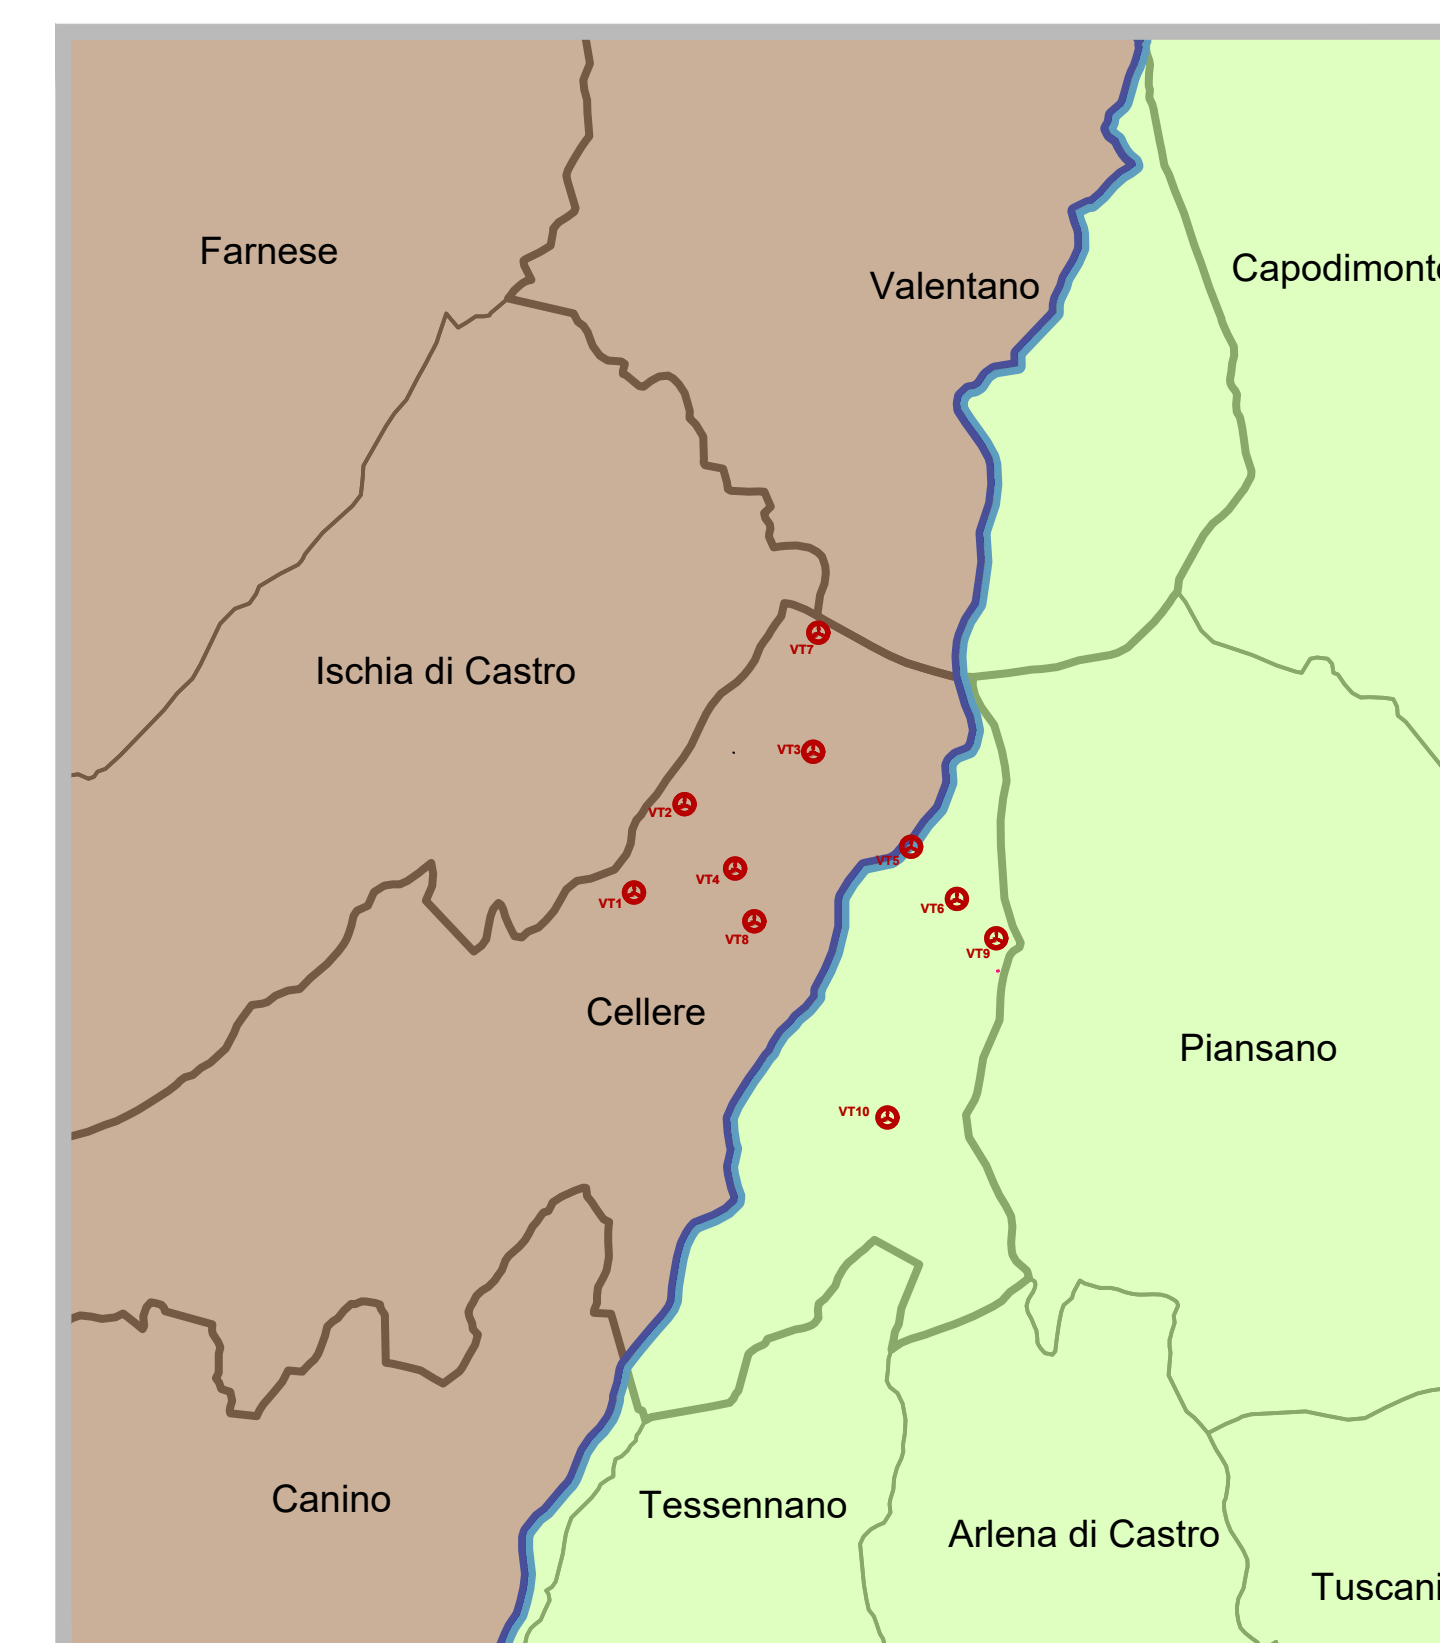 Farnese
Capodimonte
Valentano
VT7
Ischia di Castro
VT3
VT2
VT5
VT4
VT1
VT6
VT8
VT9
Cellere
Piansano
VT10
Canino
Tessennano
Arlena di Castro
Tuscani